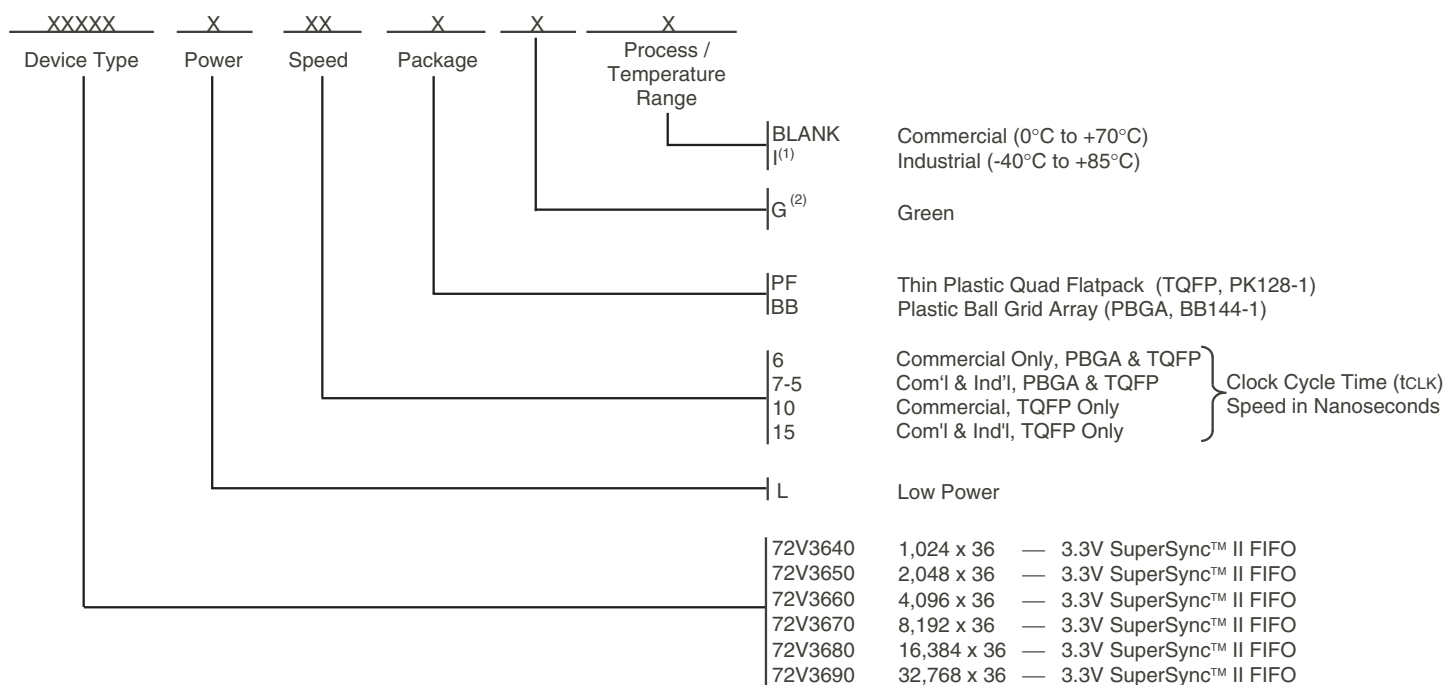 XXXXX X XX X X X
Device Type Power Speed Package Process /
Temperature
Range
BLANK Commercial (0°C to +70°C)
I(1) Industrial (-40°C to +85°C)
G (2) Green
PF Thin Plastic Quad Flatpack (TQFP, PK128-1)
BB Plastic Ball Grid Array (PBGA, BB144-1)
6 Commercial Only, PBGA & TQFP
7-5 Com‘l & Ind’l, PBGA & TQFP
10 Commercial, TQFP Only
15 Com'l & Ind'l, TQFP Only
Clock Cycle Time (tCLK)
Speed in Nanoseconds
L Low Power
72V3640 1,024 x 36 — 3.3V SuperSync™ II FIFO
72V3650 2,048 x 36 — 3.3V SuperSync™ II FIFO
72V3660 4,096 x 36 — 3.3V SuperSync™ II FIFO
72V3670 8,192 x 36 — 3.3V SuperSync™ II FIFO
72V3680 16,384 x 36 — 3.3V SuperSync™ II FIFO
72V3690 32,768 x 36 — 3.3V SuperSync™ II FIFO